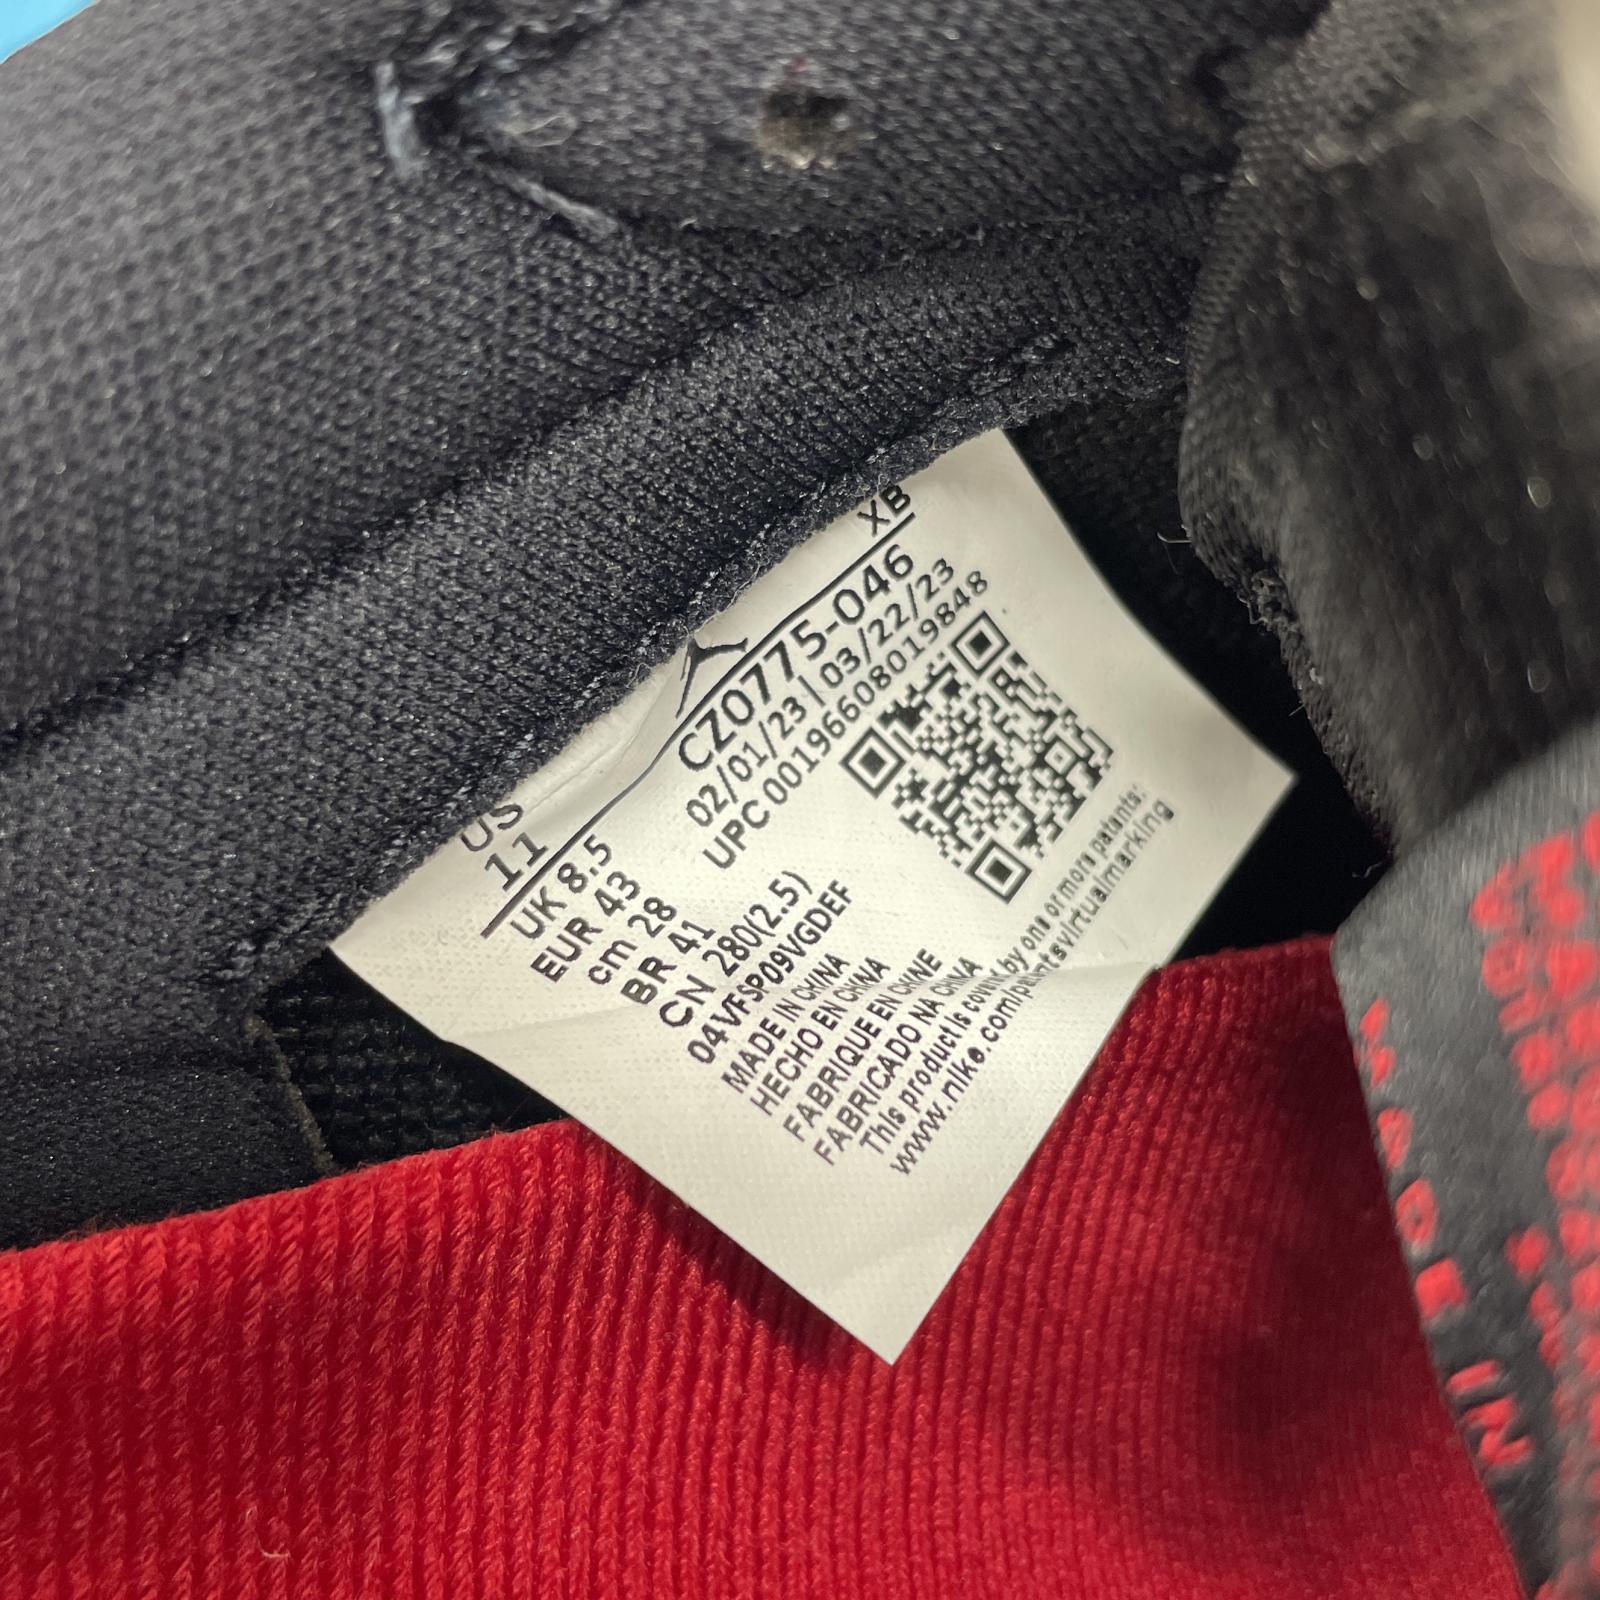 XB
CZ0775-046
02/01/23|03/22/23
UPC 00196608019848
US
11
UK 8.5
EUR 43
cm 28
BR 41
CN 280(2.5)
04VFSP09VGDEF
MADE IN CHINA
HECHO EN CHINA
FABRIQUE EN CHINE
FABRICADO NA CHINA
This product is cover by one or more patents:
www.nike.com/patentsvirtualmarking
MADE IN